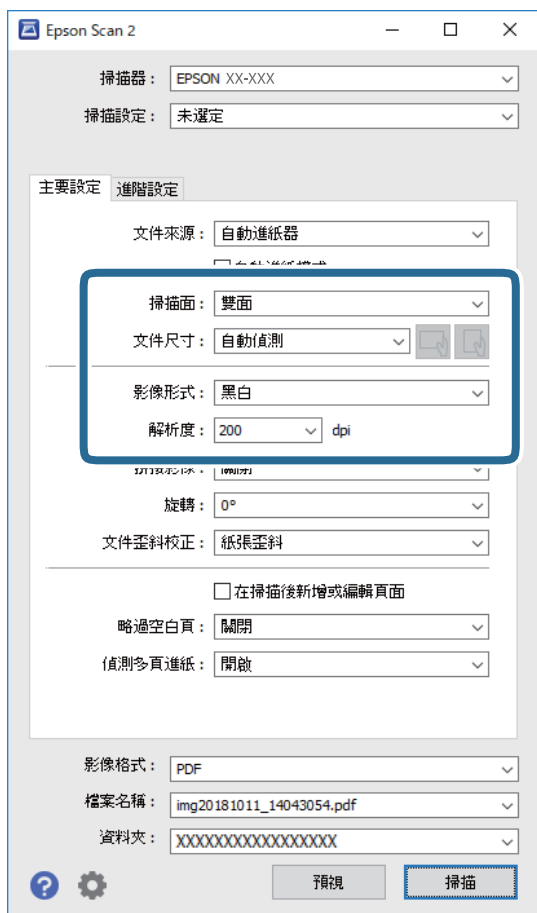 Epson Scan 2
掃描器： EPSON XX-XXX
掃描設定： 未選定
主要設定 進階設定
文件來源： 自動進紙器
掃描面： 雙面
文件尺寸： 自動偵測
影像形式： 黑白
解析度： 200 dpi
旋轉： 0°
文件歪斜校正： 紙張歪斜
在掃描後新增或編輯頁面
略過空白頁： 關閉
偵測多頁進紙： 開啟
影像格式： PDF
檔案名稱： img20181011_14043054.pdf
資料夾： XXXXXXXXXXXXXXXXX
預視 掃描